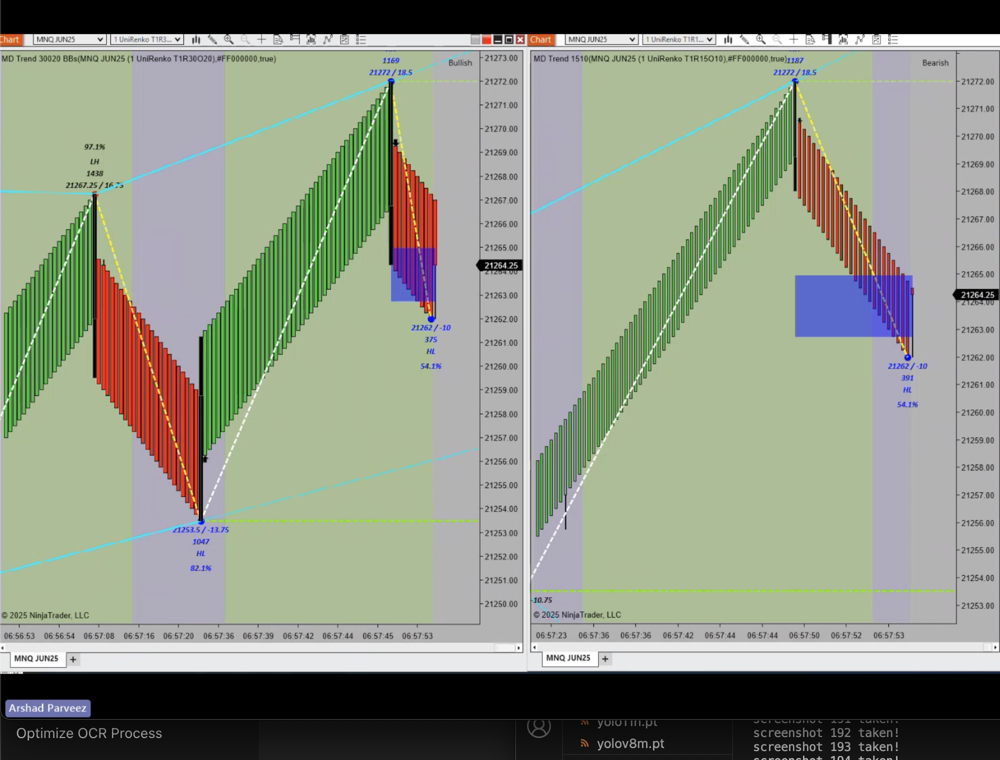 Chart
MNQ JUN25
1 UniRenko T1R3...
MD Trend 30020 BBs(MNQ JUN25 (1 UniRenko T1R30O20),#FF000000,true)
Bullish
1169
21272 / 18.5
97.1%
LH
1438
21267.25 / 16.75
21262 / -10
375
HL
54.1%
21253.5 / -13.75
1047
HL
82.1%
21273.00
21272.00
21271.00
21270.00
21269.00
21268.00
21267.00
21266.00
21265.00
21264.25
21264.00
21263.00
21262.00
21261.00
21260.00
21259.00
21258.00
21257.00
21256.00
21255.00
21254.00
21253.00
21252.00
21251.00
21250.00
© 2025 NinjaTrader, LLC
06:56:53 06:56:54 06:57:08 06:57:16 06:57:20 06:57:36 06:57:39 06:57:42 06:57:44 06:57:45 06:57:53
MNQ JUN25 +
Chart
MNQ JUN25
1 UniRenko T1R1...
MD Trend 1510(MNQ JUN25 (1 UniRenko T1R15O10),#FF000000,true)
Bearish
1187
21272 / 18.5
21262 / -10
391
HL
54.1%
-10.75
21272.00
21271.00
21270.00
21269.00
21268.00
21267.00
21266.00
21265.00
21264.25
21264.00
21263.00
21262.00
21261.00
21260.00
21259.00
21258.00
21257.00
21256.00
21255.00
21254.00
21253.00
© 2025 NinjaTrader, LLC
06:57:23 06:57:36 06:57:36 06:57:42 06:57:44 06:57:50 06:57:52 06:57:53
MNQ JUN25 +
Arshad Parveez
Optimize OCR Process
yolo11n.pt
yolov8m.pt
screenshot 191 taken!
screenshot 192 taken!
screenshot 193 taken!
screenshot 194 taken!